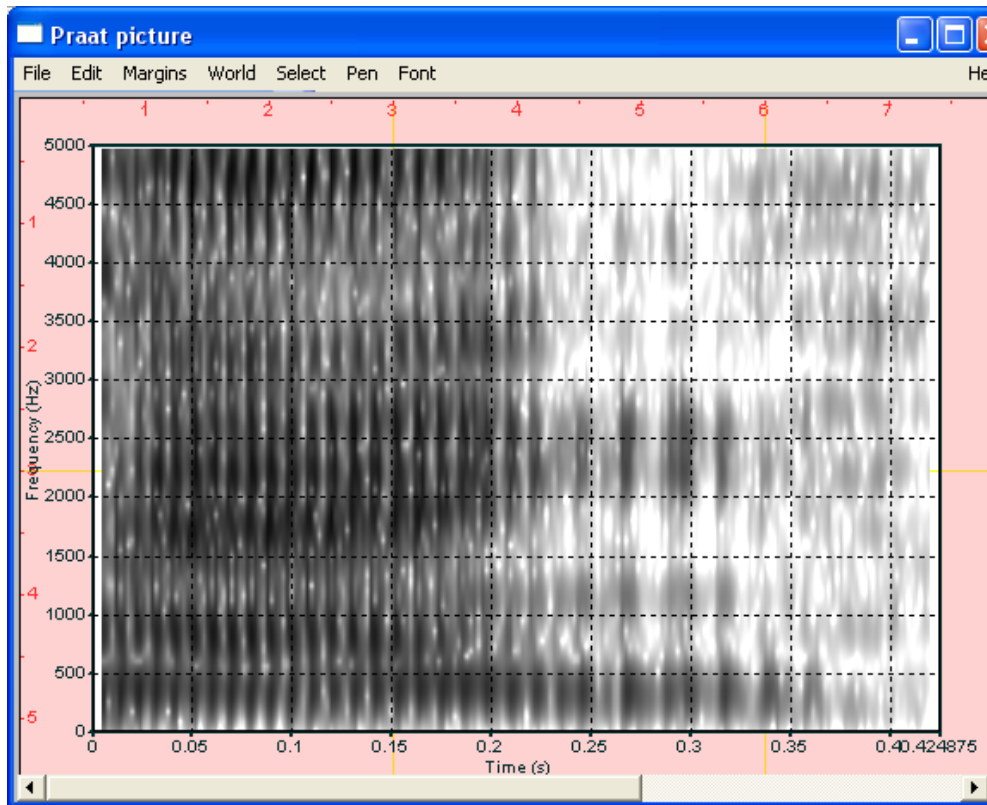 Praat picture
File Edit Margins World Select Pen Font He
1 2 3 4 5 6 7
5000
4500
1
4000
3500
2
3000
Frequency (Hz)
2500
2000
1500
4
1000
500
5
0
0 0.05 0.1 0.15 0.2 0.25 0.3 0.35 0.40.424875
Time (s)